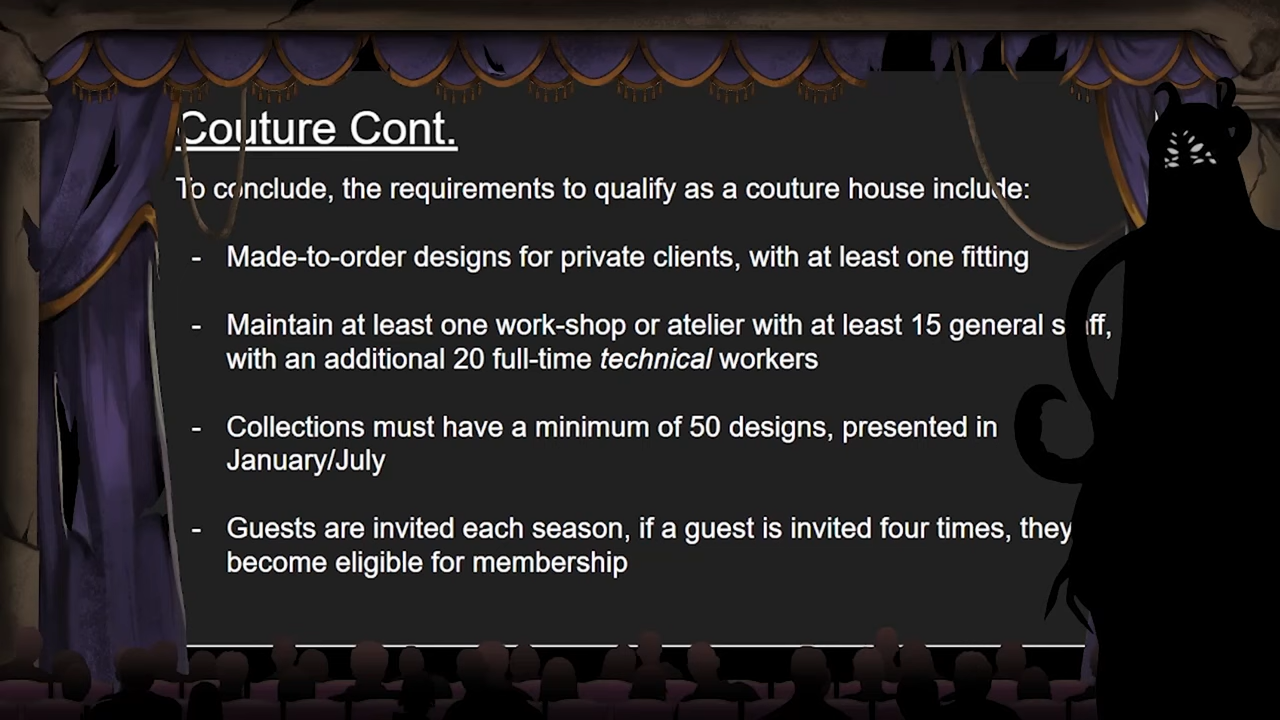 Couture Cont.
To conclude, the requirements to qualify as a couture house include:
- Made-to-order designs for private clients, with at least one fitting
- Maintain at least one work-shop or atelier with at least 15 general staff,
with an additional 20 full-time technical workers
- Collections must have a minimum of 50 designs, presented in
January/July
- Guests are invited each season, if a guest is invited four times, they
become eligible for membership